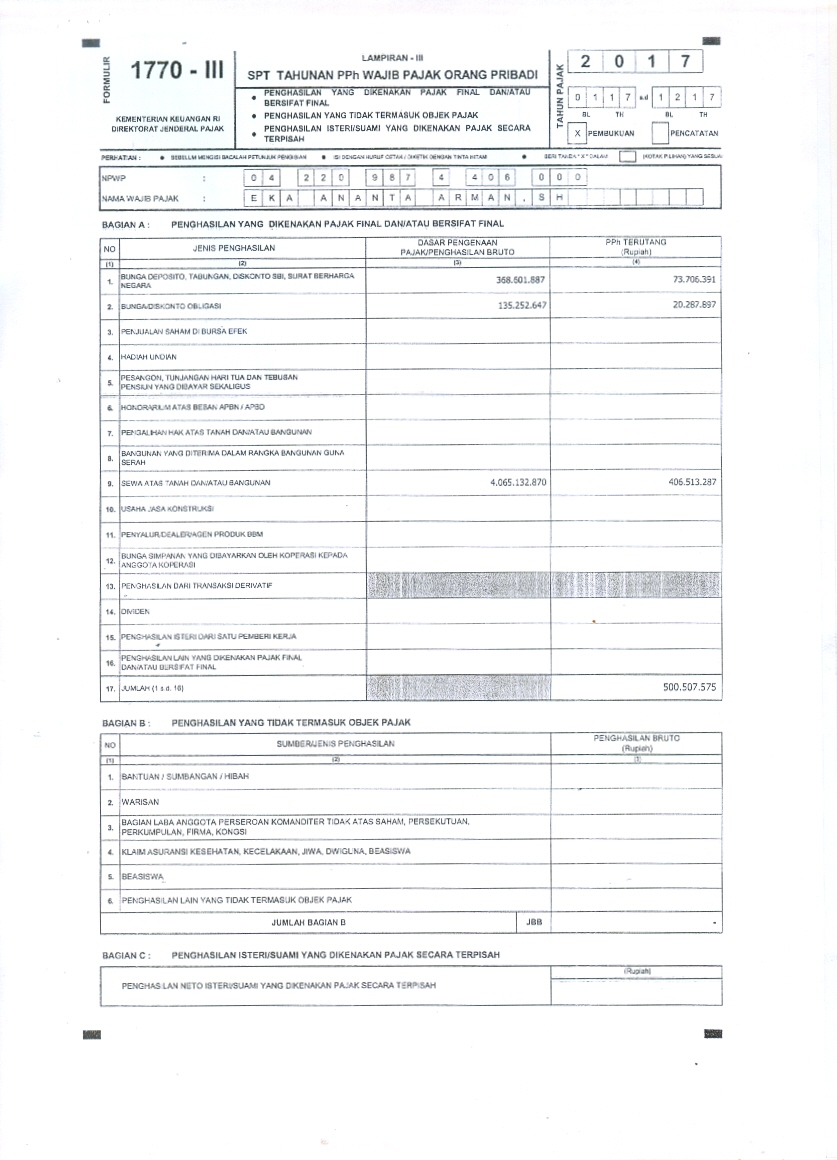 FORMULIR
1770 - III
KEMENTERIAN KEUANGAN RI
DIREKTORAT JENDERAL PAJAK
LAMPIRAN - III
SPT TAHUNAN PPh WAJIB PAJAK ORANG PRIBADI
● PENGHASILAN YANG DIKENAKAN PAJAK FINAL DAN/ATAU
BERSIFAT FINAL
● PENGHASILAN YANG TIDAK TERMASUK OBJEK PAJAK
● PENGHASILAN ISTERI/SUAMI YANG DIKENAKAN PAJAK SECARA
TERPISAH
TAHUN PAJAK
2 0 1 7
0 1 1 7 s.d 1 2 1 7
BL TH BL TH
X PEMBUKUAN PENCATATAN
PERHATIAN : ● SEBELUM MENGISI BACALAH PETUNJUK PENGISIAN ● ISI DENGAN HURUF CETAK / DIKETIK DENGAN TINTA HITAM ● BERI TANDA " X " DALAM (KOTAK PILIHAN) YANG SESUAI
NPWP : 0 4 2 2 0 9 8 7 4 4 0 6 0 0 0
NAMA WAJIB PAJAK : E K A A N A N T A A R M A N , S H
BAGIAN A : PENGHASILAN YANG DIKENAKAN PAJAK FINAL DAN/ATAU BERSIFAT FINAL
NO JENIS PENGHASILAN DASAR PENGENAAN PAJAK/PENGHASILAN BRUTO PPh TERUTANG (Rupiah)
(1) (2) (3) (4)
1. BUNGA DEPOSITO, TABUNGAN, DISKONTO SBI, SURAT BERHARGA NEGARA 368.601.887 73.706.391
2. BUNGA/DISKONTO OBLIGASI 135.252.647 20.287.897
3. PENJUALAN SAHAM DI BURSA EFEK
4. HADIAH UNDIAN
5. PESANGON, TUNJANGAN HARI TUA DAN TEBUSAN PENSIUN YANG DIBAYAR SEKALIGUS
6. HONORARIUM ATAS BEBAN APBN / APBD
7. PENGALIHAN HAK ATAS TANAH DAN/ATAU BANGUNAN
8. BANGUNAN YANG DITERIMA DALAM RANGKA BANGUNAN GUNA SERAH
9. SEWA ATAS TANAH DAN/ATAU BANGUNAN 4.065.132.870 406.513.287
10. USAHA JASA KONSTRUKSI
11. PENYALUR/DEALER/AGEN PRODUK BBM
12. BUNGA SIMPANAN YANG DIBAYARKAN OLEH KOPERASI KEPADA ANGGOTA KOPERASI
13. PENGHASILAN DARI TRANSAKSI DERIVATIF
14. DIVIDEN
15. PENGHASILAN ISTERI DARI SATU PEMBERI KERJA
16. PENGHASILAN LAIN YANG DIKENAKAN PAJAK FINAL DAN/ATAU BERSIFAT FINAL
17. JUMLAH (1 s.d. 16) 500.507.575
BAGIAN B : PENGHASILAN YANG TIDAK TERMASUK OBJEK PAJAK
NO SUMBER/JENIS PENGHASILAN PENGHASILAN BRUTO (Rupiah)
(1) (2) (3)
1. BANTUAN / SUMBANGAN / HIBAH
2. WARISAN
3. BAGIAN LABA ANGGOTA PERSEROAN KOMANDITER TIDAK ATAS SAHAM, PERSEKUTUAN, PERKUMPULAN, FIRMA, KONGSI
4. KLAIM ASURANSI KESEHATAN, KECELAKAAN, JIWA, DWIGUNA, BEASISWA
5. BEASISWA
6. PENGHASILAN LAIN YANG TIDAK TERMASUK OBJEK PAJAK
JUMLAH BAGIAN B JBB -
BAGIAN C : PENGHASILAN ISTERI/SUAMI YANG DIKENAKAN PAJAK SECARA TERPISAH
(Rupiah)
PENGHASILAN NETO ISTERI/SUAMI YANG DIKENAKAN PAJAK SECARA TERPISAH